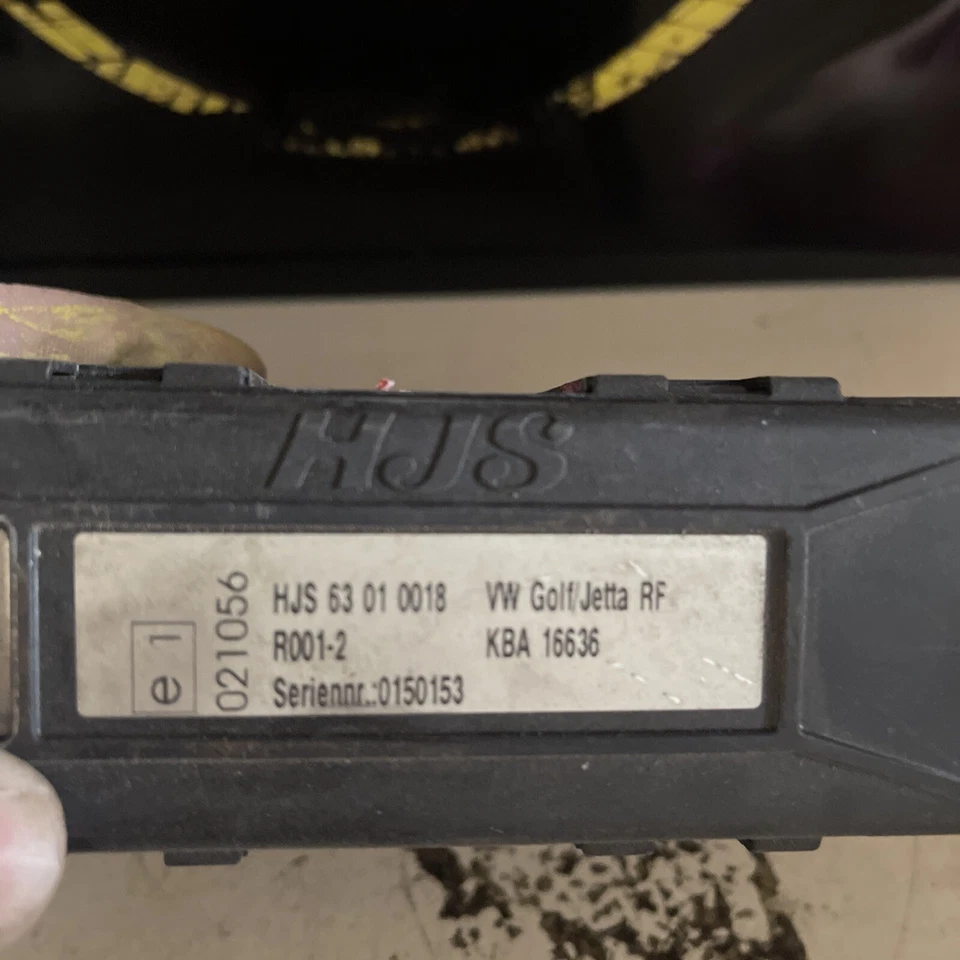 HJS
e 1
021056
HJS 63 01 0018 VW Golf/Jetta RF
R001-2 KBA 16636
Seriennr.:0150153